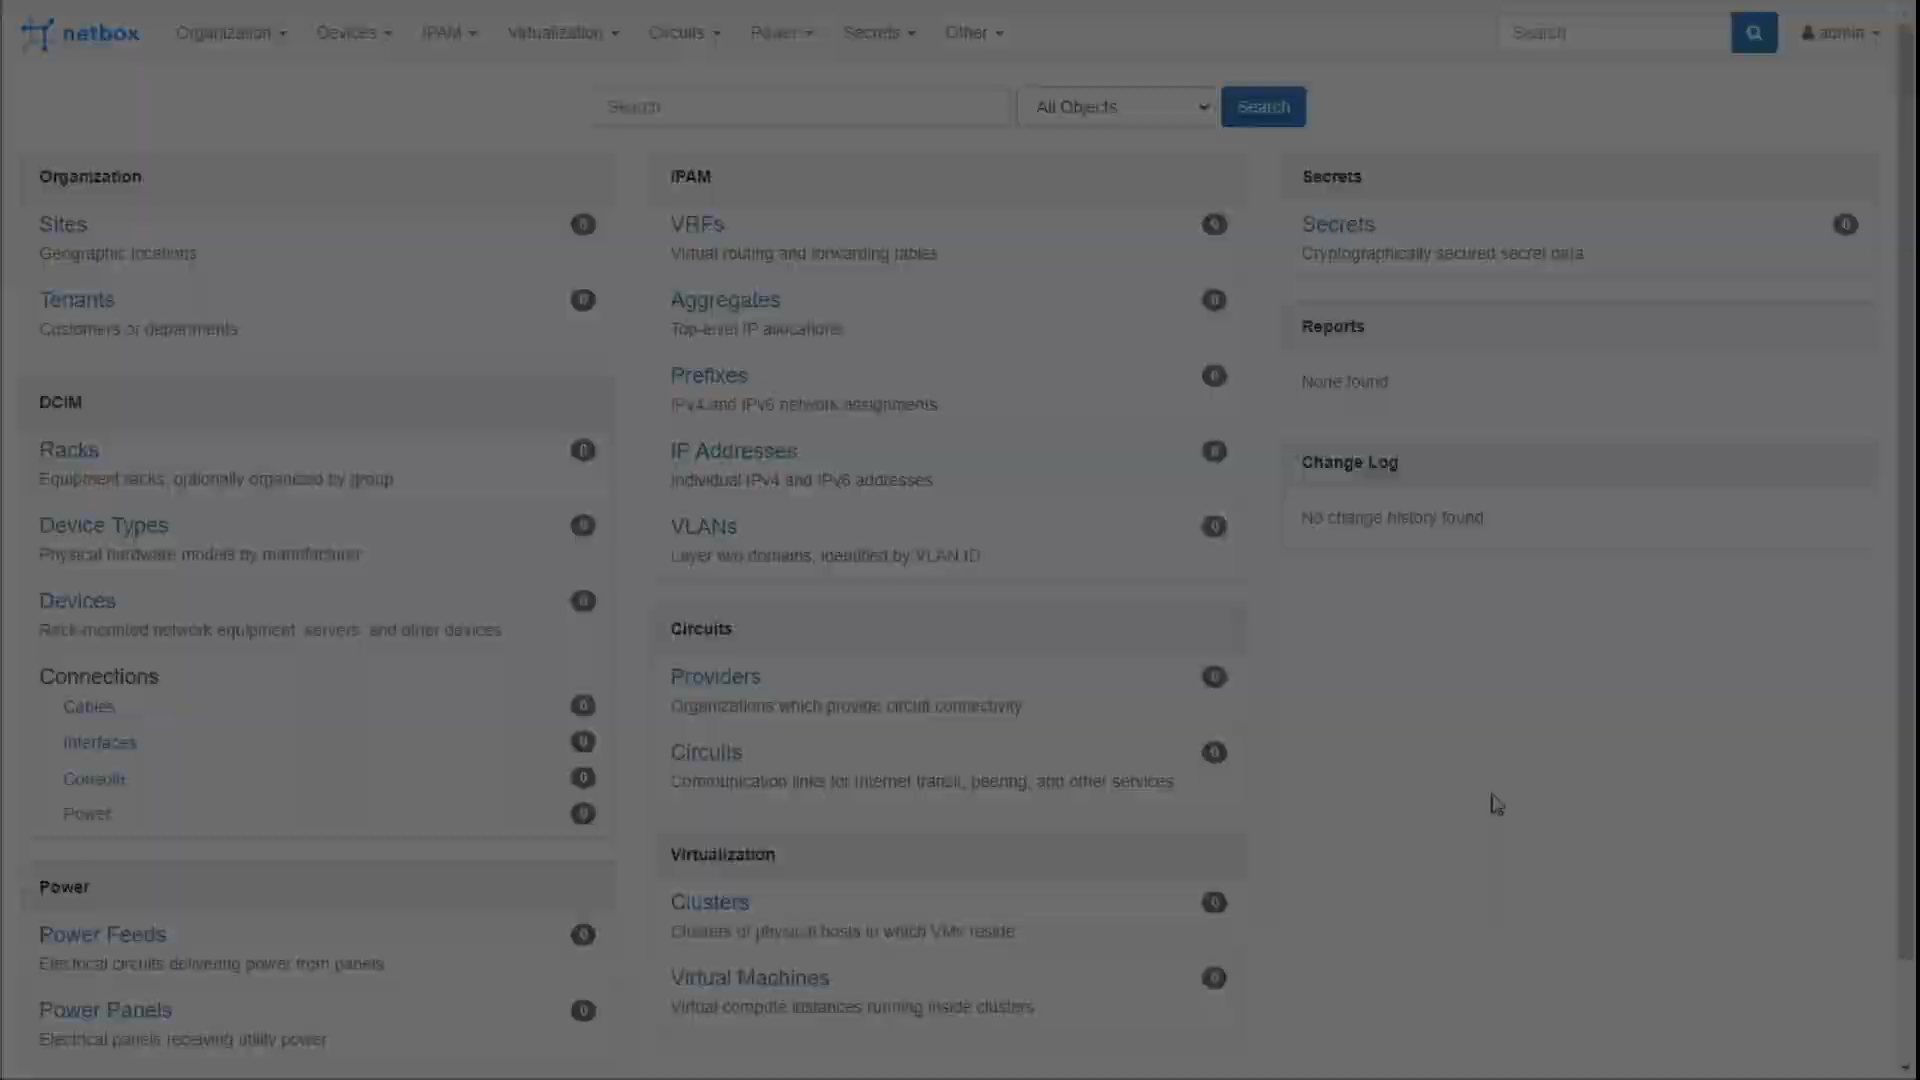 netbox Organization Devices IPAM Virtualization Circuits Power Secrets Other Search admin
Search All Objects Search
Organization
Sites 0
Geographic locations
Tenants 0
Customers or departments
DCIM
Racks 0
Equipment racks, optionally organized by group
Device Types 0
Physical hardware models by manufacturer
Devices 0
Rack-mounted network equipment, servers, and other devices
Connections
Cables 0
Interfaces 0
Console 0
Power 0
Power
Power Feeds 0
Electrical circuits delivering power from panels
Power Panels 0
Electrical panels receiving utility power
IPAM
VRFs 0
Virtual routing and forwarding tables
Aggregates 0
Top-level IP allocations
Prefixes 0
IPv4 and IPv6 network assignments
IP Addresses 0
Individual IPv4 and IPv6 addresses
VLANs 0
Layer two domains, identified by VLAN ID
Circuits
Providers 0
Organizations which provide circuit connectivity
Circuits 0
Communication links for Internet transit, peering, and other services
Virtualization
Clusters 0
Clusters of physical hosts in which VMs reside
Virtual Machines 0
Virtual compute instances running inside clusters
Secrets
Secrets 0
Cryptographically secured secret data
Reports
None found
Change Log
No change history found